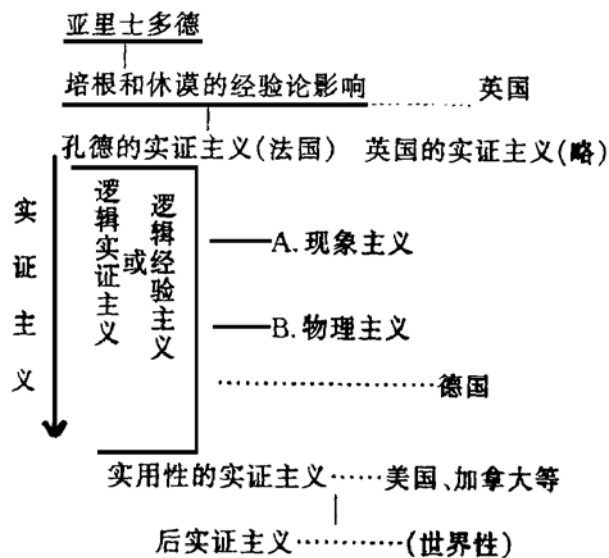 亚里士多德
培根和休谟的经验论影响 英国
孔德的实证主义(法国) 英国的实证主义(略)
实证主义
逻辑实证主义
或
逻辑经验主义
A.现象主义
B.物理主义
德国
实用性的实证主义 美国、加拿大等
后实证主义 (世界性)